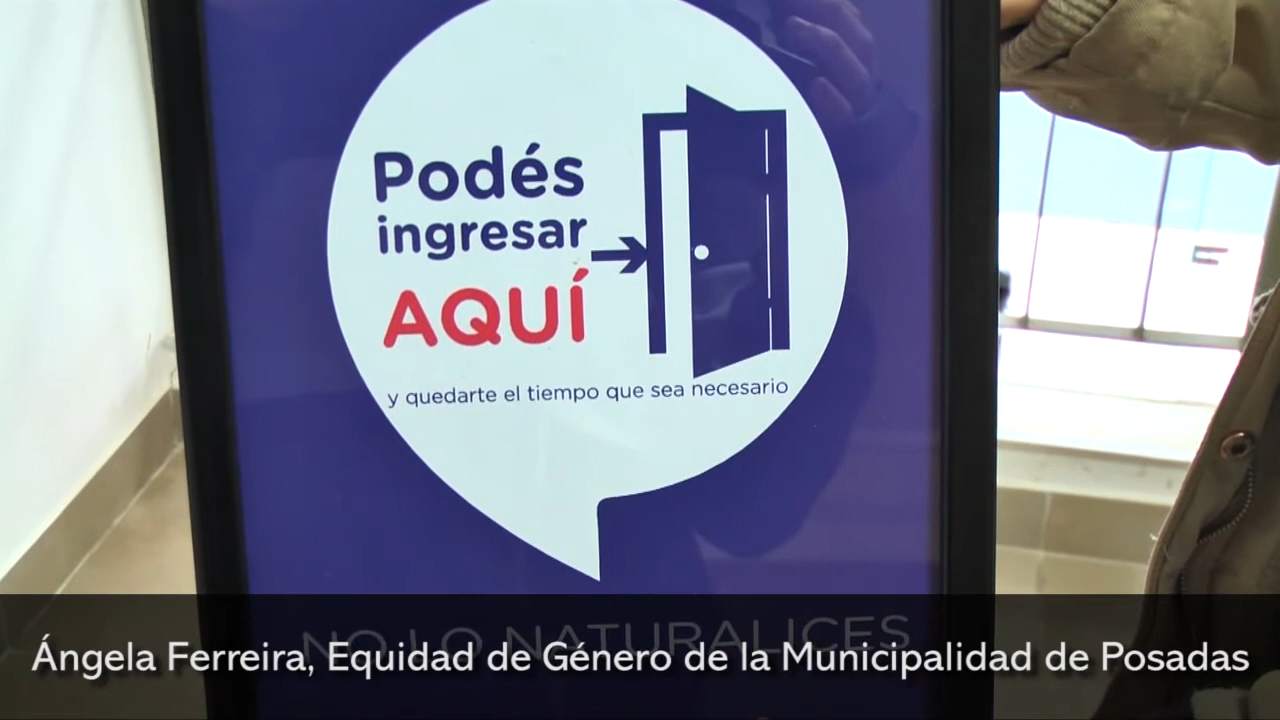 Podés
ingresar
AQUÍ
y quedarte el tiempo que sea necesario
NO LO NATURALICES
Ángela Ferreira, Equidad de Género de la Municipalidad de Posadas